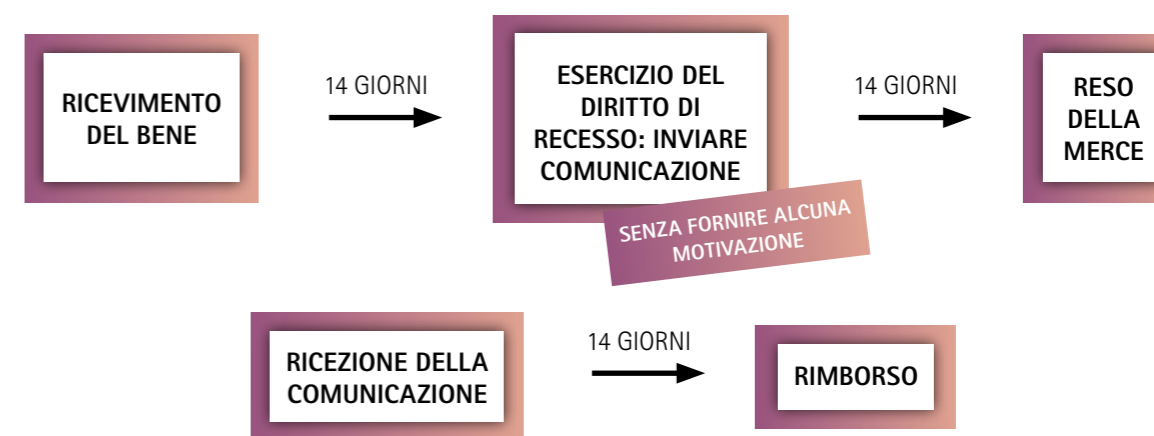 RICEVIMENTO
DEL BENE
14 GIORNI
ESERCIZIO DEL
DIRITTO DI
RECESSO: INVIARE
COMUNICAZIONE
SENZA FORNIRE ALCUNA
MOTIVAZIONE
14 GIORNI
RESO
DELLA
MERCE
RICEZIONE DELLA
COMUNICAZIONE
14 GIORNI
RIMBORSO